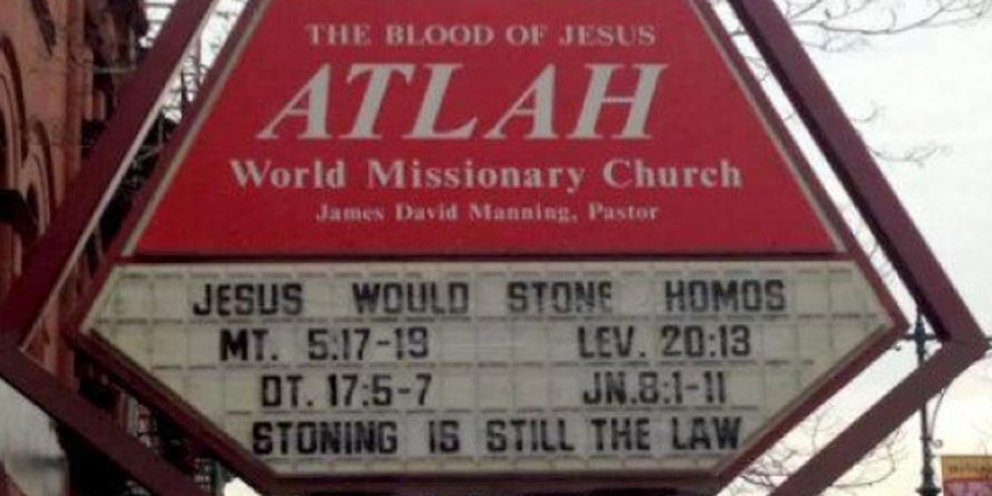 THE BLOOD OF JESUS
ATLAH
World Missionary Church
James David Manning, Pastor
JESUS WOULD STONE HOMOS
MT. 5:17-19 LEV. 20:13
DT. 17:5-7 JN.8:1-11
STONING IS STILL THE LAW